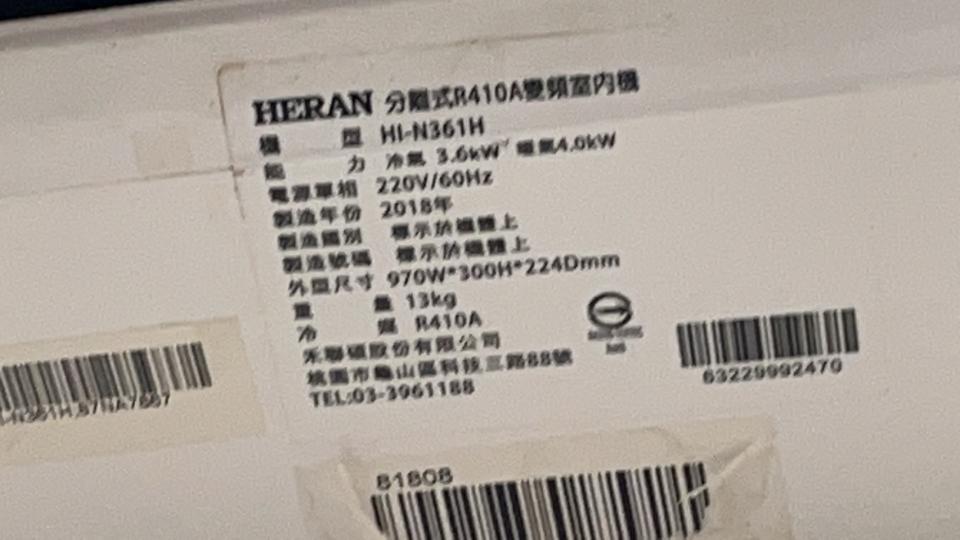 HERAN 分離式R410A變頻室內機
機 型 HI-N361H
能 力 冷氣 3.6kW 暖氣4.0kW
電源單相 220V/60Hz
製造年份 2018年
製造國別 標示於機體上
製造號碼 標示於機體上
外型尺寸 970W*300H*224Dmm
重 量 13kg
冷 媒 R410A
禾聯碩股份有限公司
桃園市龜山區科技三路88號
TEL:03-3961188
63229992470
81808